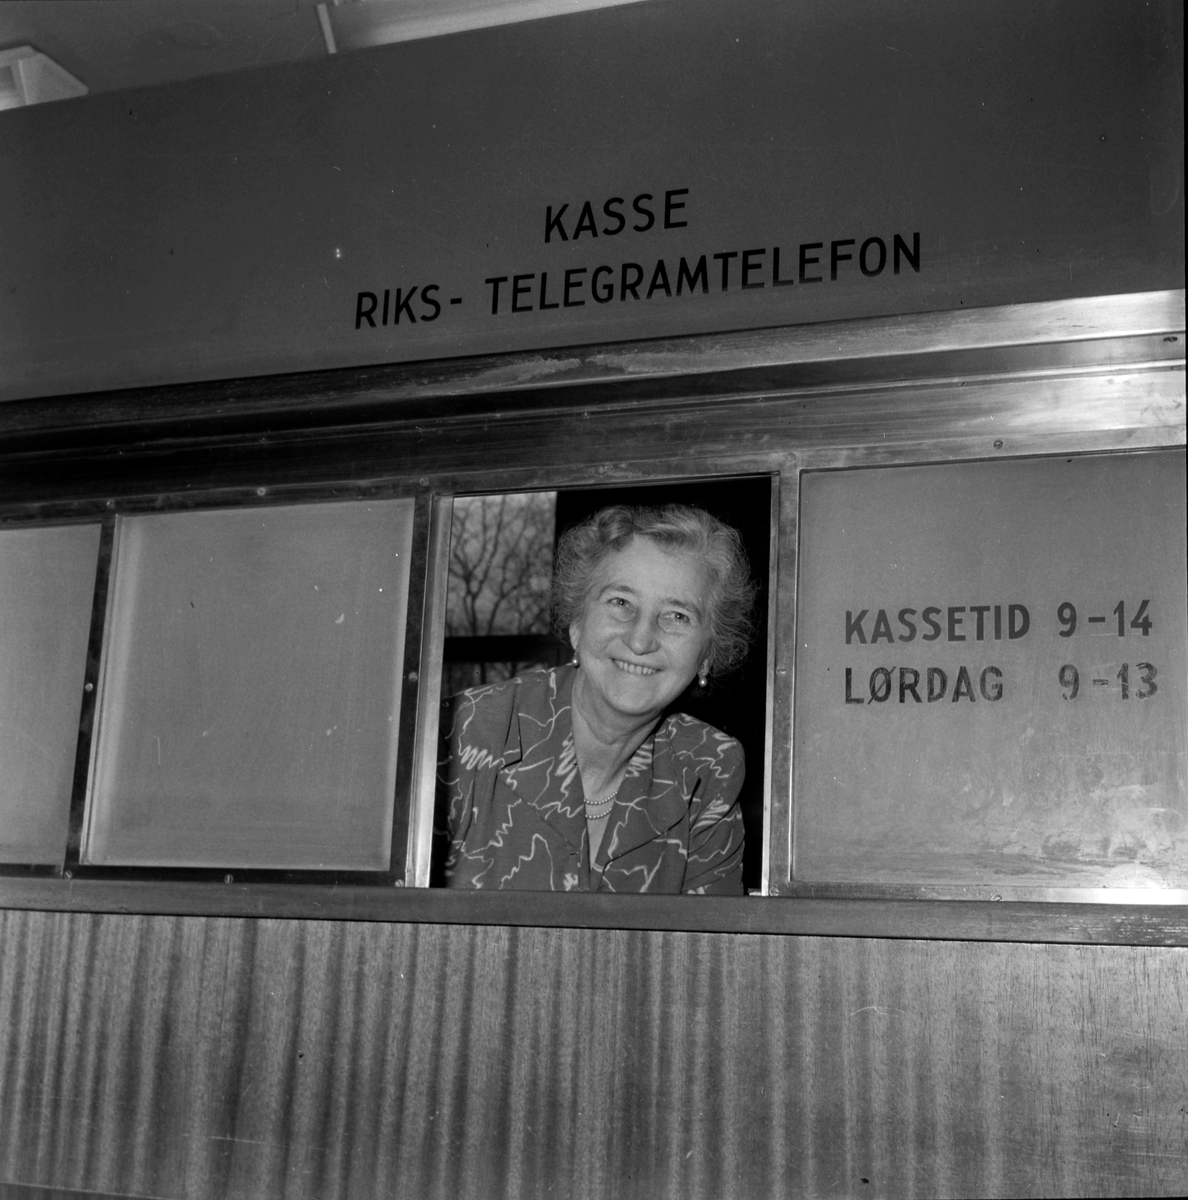 KASSE
RIKS- TELEGRAMTELEFON
KASSETID 9-14
LØRDAG 9-13